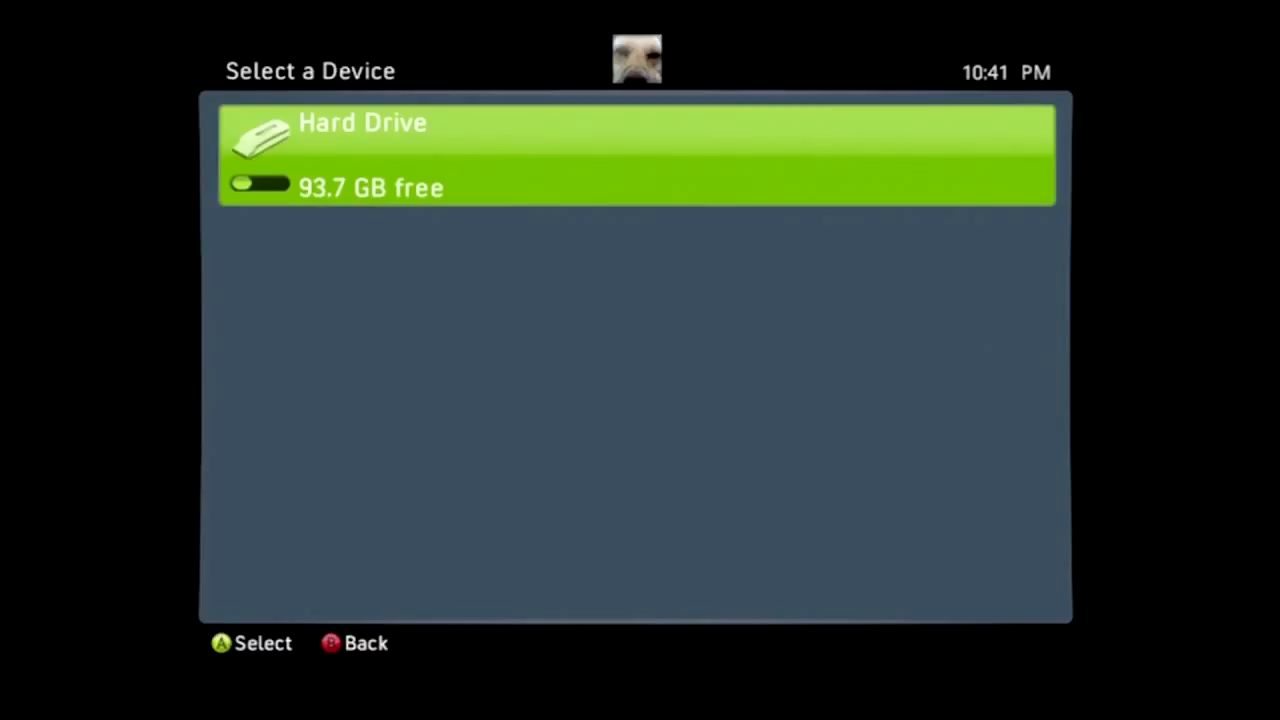 Select a Device
10:41 PM
Hard Drive
93.7 GB free
A Select
B Back